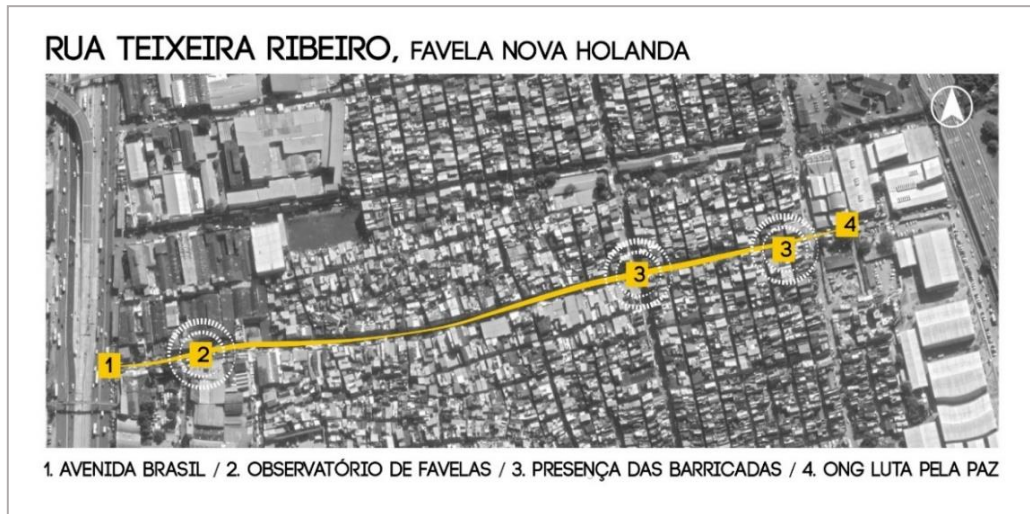 RUA TEIXEIRA RIBEIRO, FAVELA NOVA HOLANDA
4
3
3
2
1
1. AVENIDA BRASIL / 2. OBSERVATÓRIO DE FAVELAS / 3. PRESENÇA DAS BARRICADAS / 4. ONG LUTA PELA PAZ